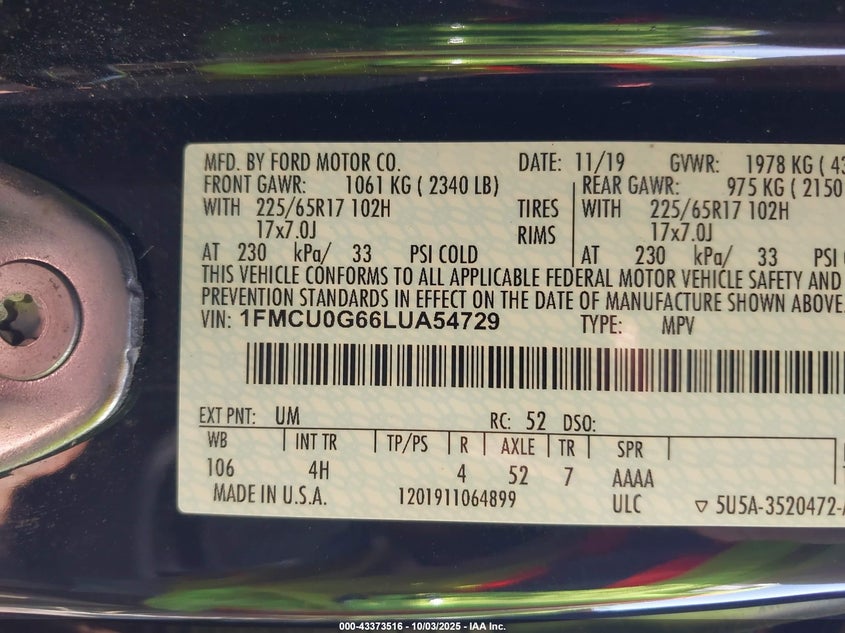 MFD. BY FORD MOTOR CO. DATE: 11/19 GVWR: 1978 KG ( 43
FRONT GAWR: 1061 KG ( 2340 LB) REAR GAWR: 975 KG ( 2150
WITH 225/65R17 102H TIRES WITH 225/65R17 102H
17x7.0J RIMS 17x7.0J
AT 230 kPa/ 33 PSI COLD AT 230 kPa/ 33 PSI
THIS VEHICLE CONFORMS TO ALL APPLICABLE FEDERAL MOTOR VEHICLE SAFETY AND
PREVENTION STANDARDS IN EFFECT ON THE DATE OF MANUFACTURE SHOWN ABOVE.
VIN: 1FMCU0G66LUA54729 TYPE: MPV
EXT PNT: UM RC: 52 DSO:
WB INT TR TP/PS R AXLE TR SPR
106 4H 4 52 7 AAAA
MADE IN U.S.A. 1201911064899 ULC ▽ 5U5A-3520472-
000-43373516 - 10/03/2025 - IAA Inc.